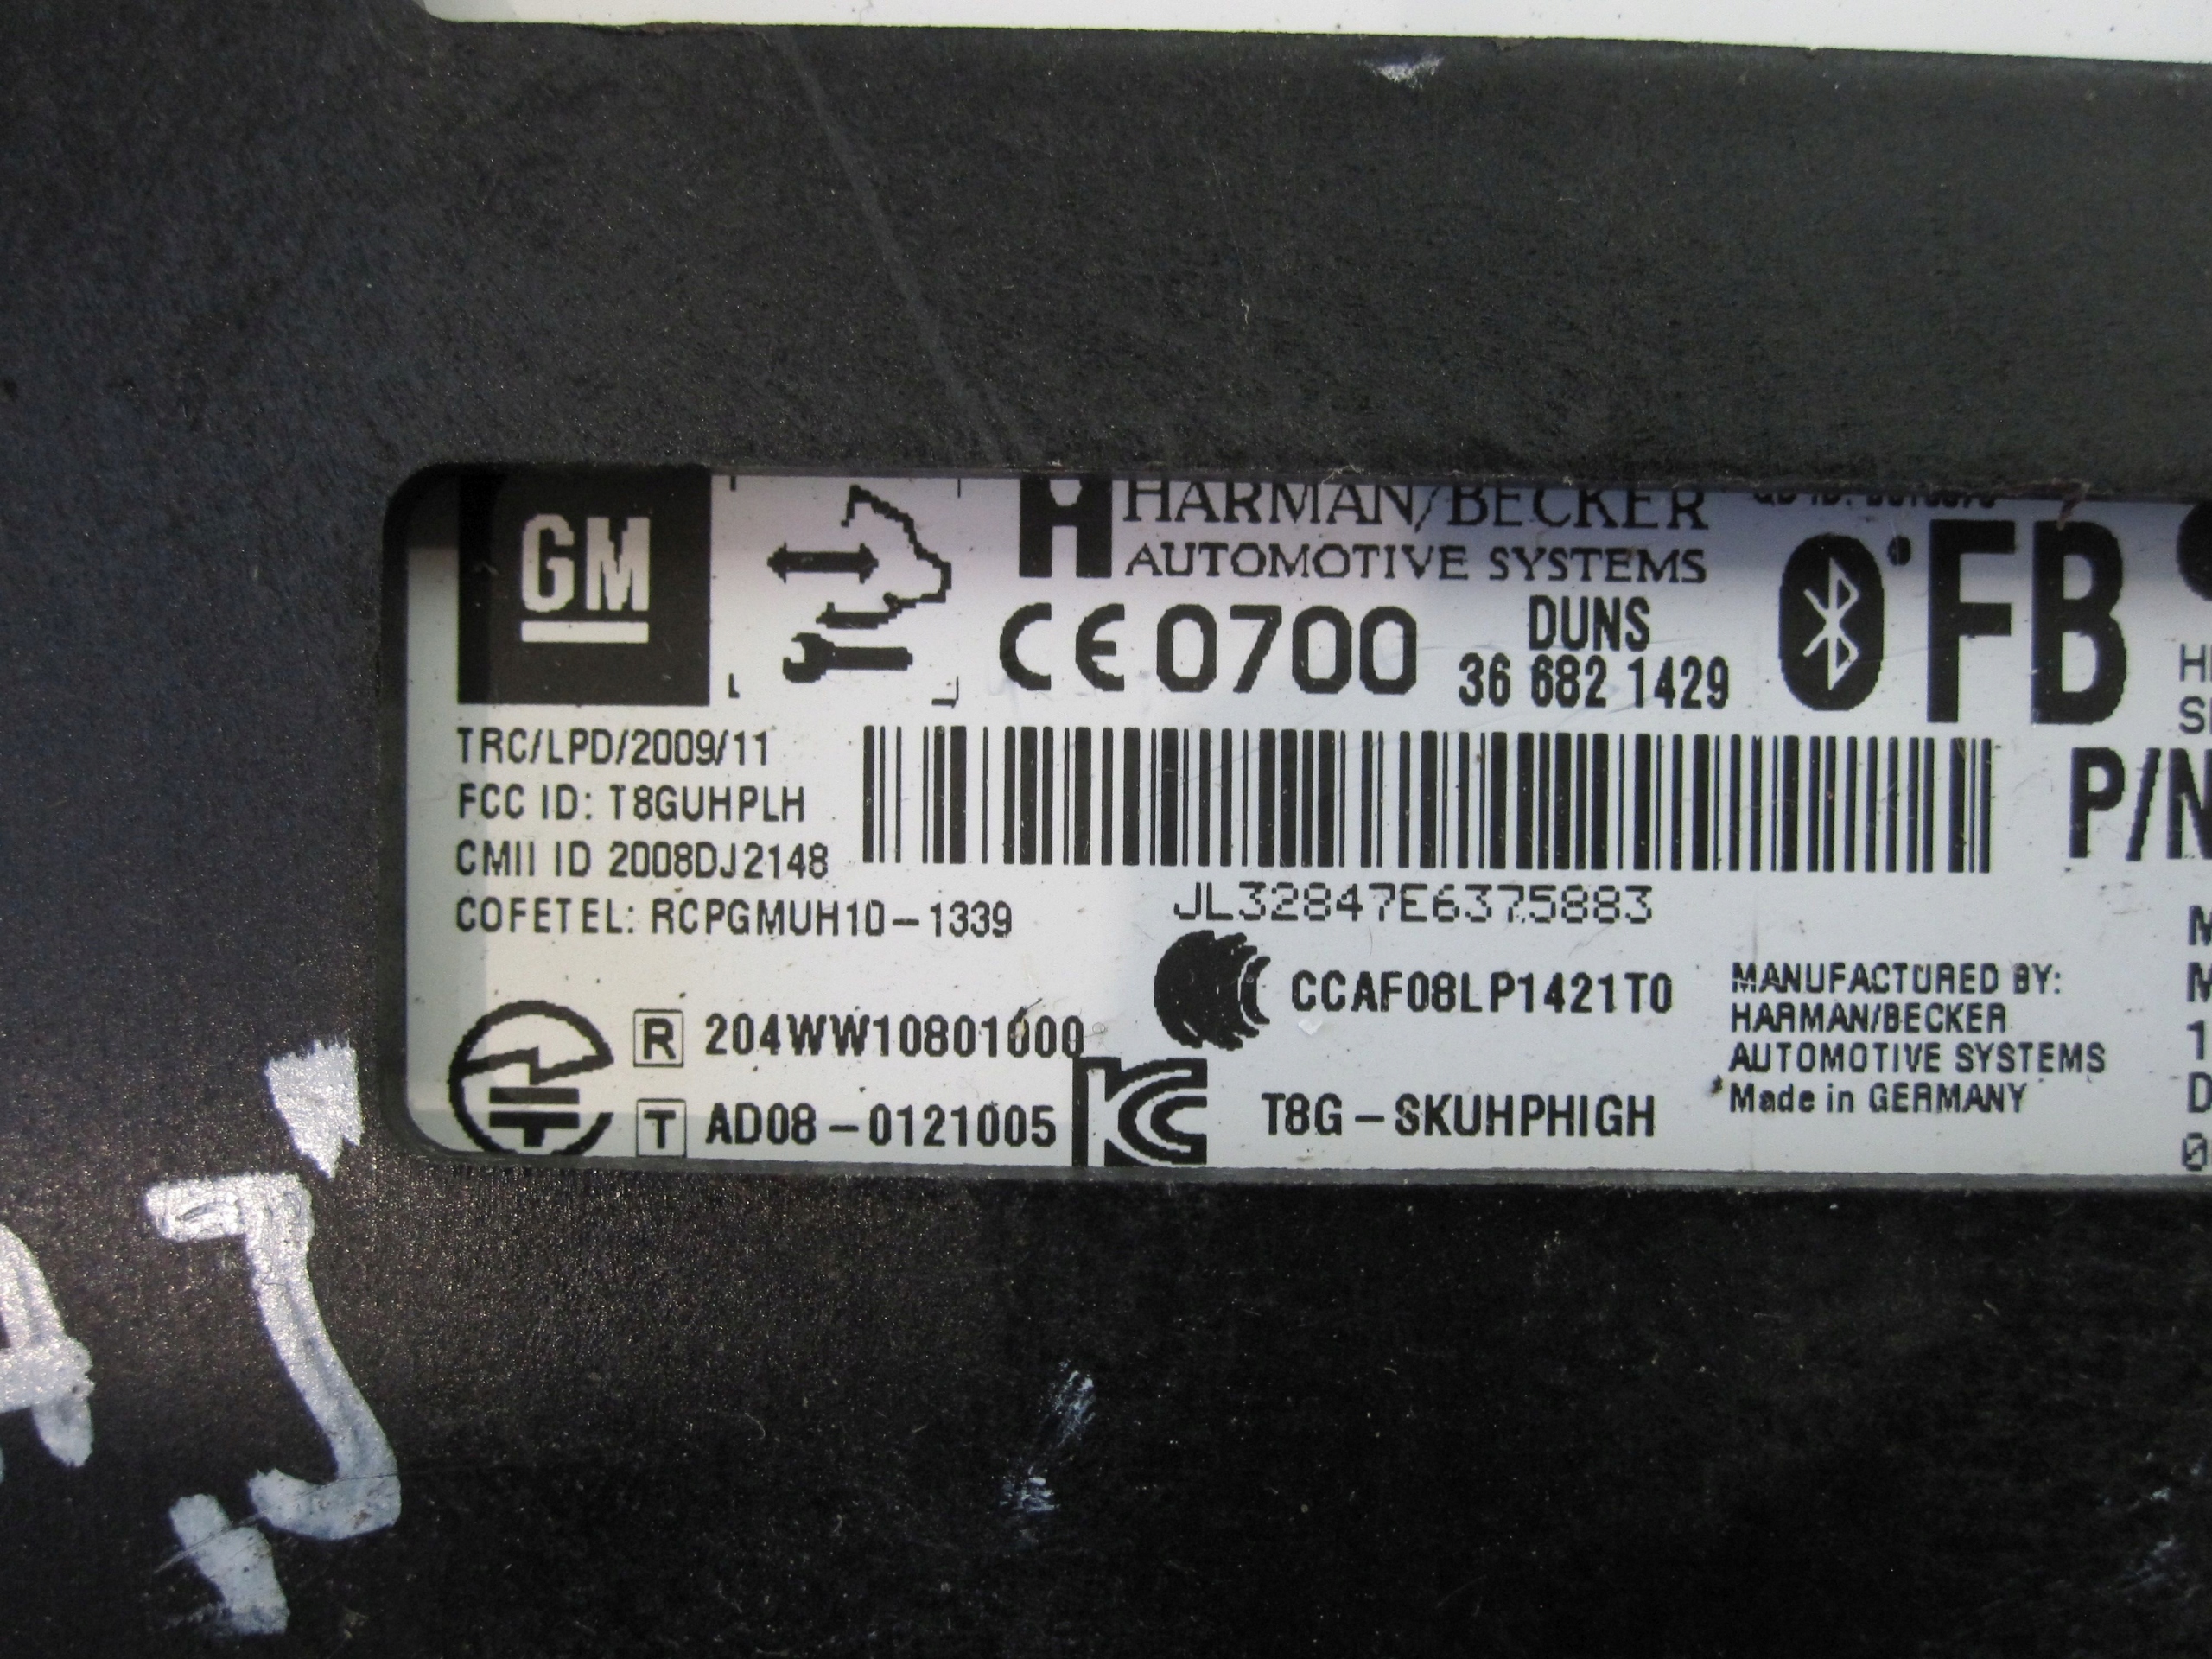 GM
HARMAN/BECKER
AUTOMOTIVE SYSTEMS
CE 0700
DUNS
36 682 1429
FB
TRC/LPD/2009/11
FCC ID: T8GUHPLH
CMII ID 2008DJ2148
COFETEL: RCPGMUH10-1339
P/N
JL32847E6375883
CCAF08LP1421T0
R 204WW10801000
T AD08-0121005
KC
T8G-SKUHPHIGH
MANUFACTURED BY:
HARMAN/BECKER
AUTOMOTIVE SYSTEMS
Made in GERMANY